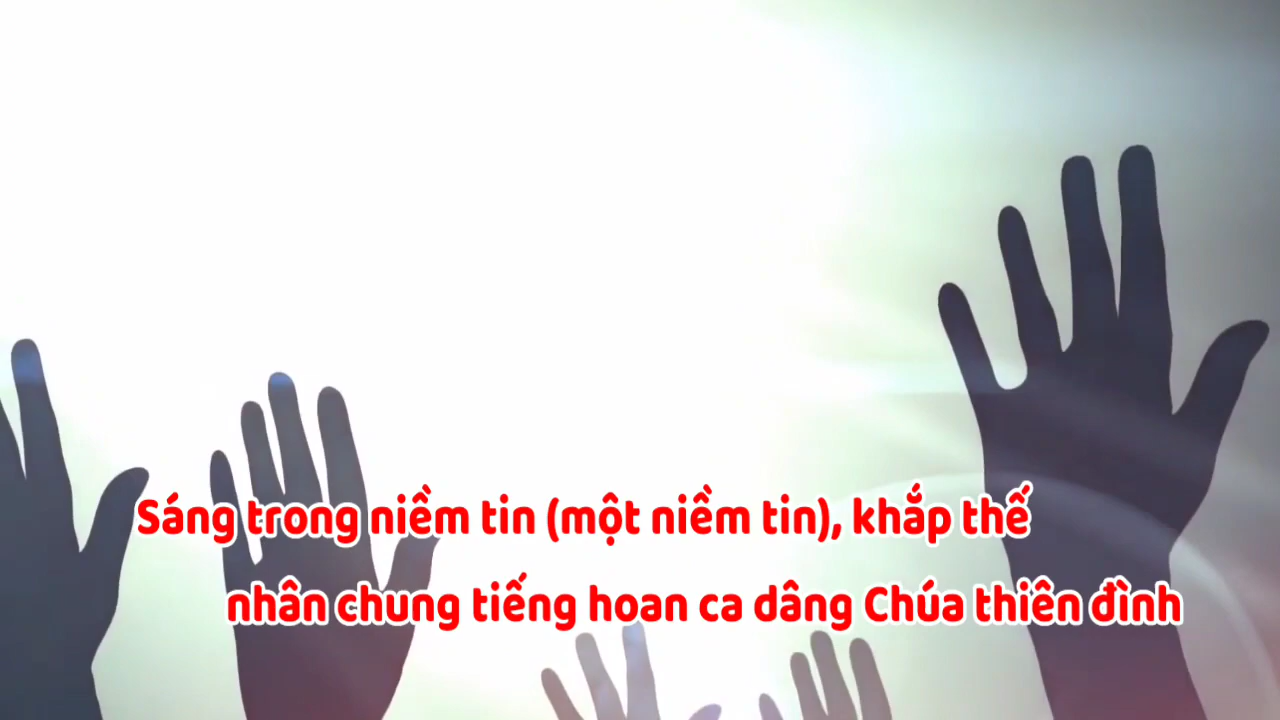 Sáng trong niềm tin (một niềm tin), khắp thế
nhân chung tiếng hoan ca dâng Chúa thiên đình